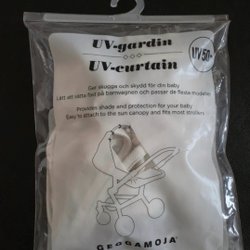 UV-gardin
UV-curtain
UV 50+
Ger skugga och skydd för din baby
Lätt att sätta fast på barnvagnen och passar de flesta modeller
Provides shade and protection for your baby
Easy to attach to the sun canopy and fits most strollers
GEGGAMOJA